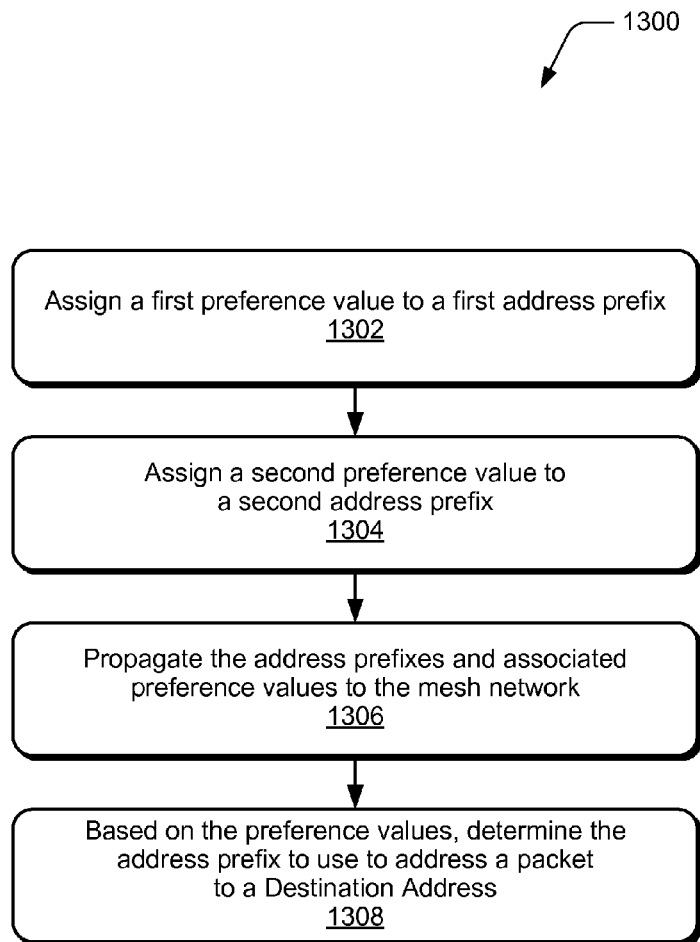 1300
Assign a first preference value to a first address prefix
1302
Assign a second preference value to
a second address prefix
1304
Propagate the address prefixes and associated
preference values to the mesh network
1306
Based on the preference values, determine the
address prefix to use to address a packet
to a Destination Address
1308